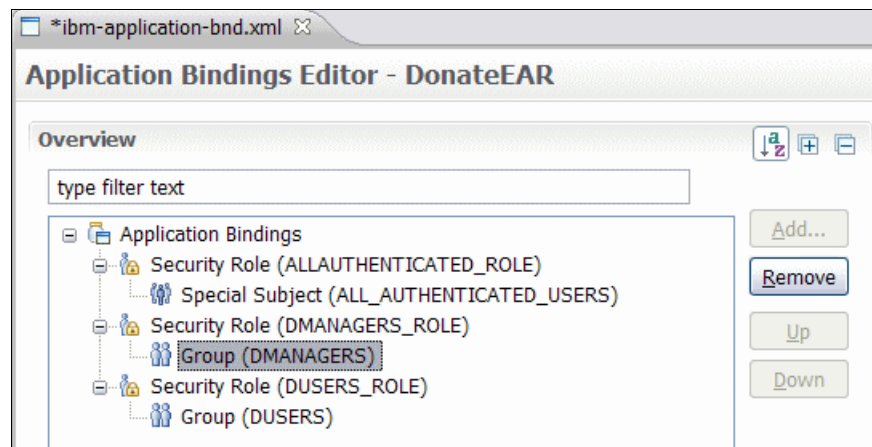 *ibm-application-bnd.xml
Application Bindings Editor - DonateEAR
Overview
type filter text
Application Bindings
Security Role (ALLAUTHENTICATED_ROLE)
Special Subject (ALL_AUTHENTICATED_USERS)
Security Role (DMANAGERS_ROLE)
Group (DMANAGERS)
Security Role (DUSERS_ROLE)
Group (DUSERS)
Add...
Remove
Up
Down